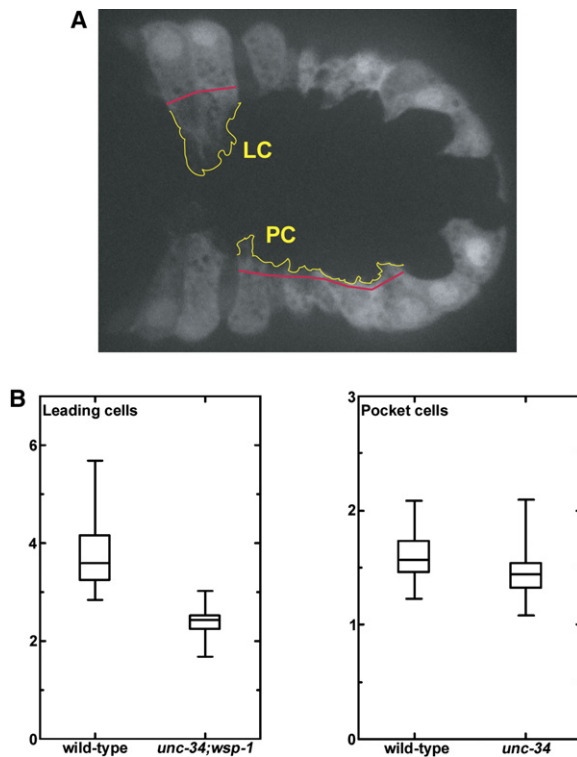 A
LC
PC
B
Leading cells
6
4
2
0
wild-type
unc-34;wsp-1
Pocket cells
3
2
1
0
wild-type
unc-34